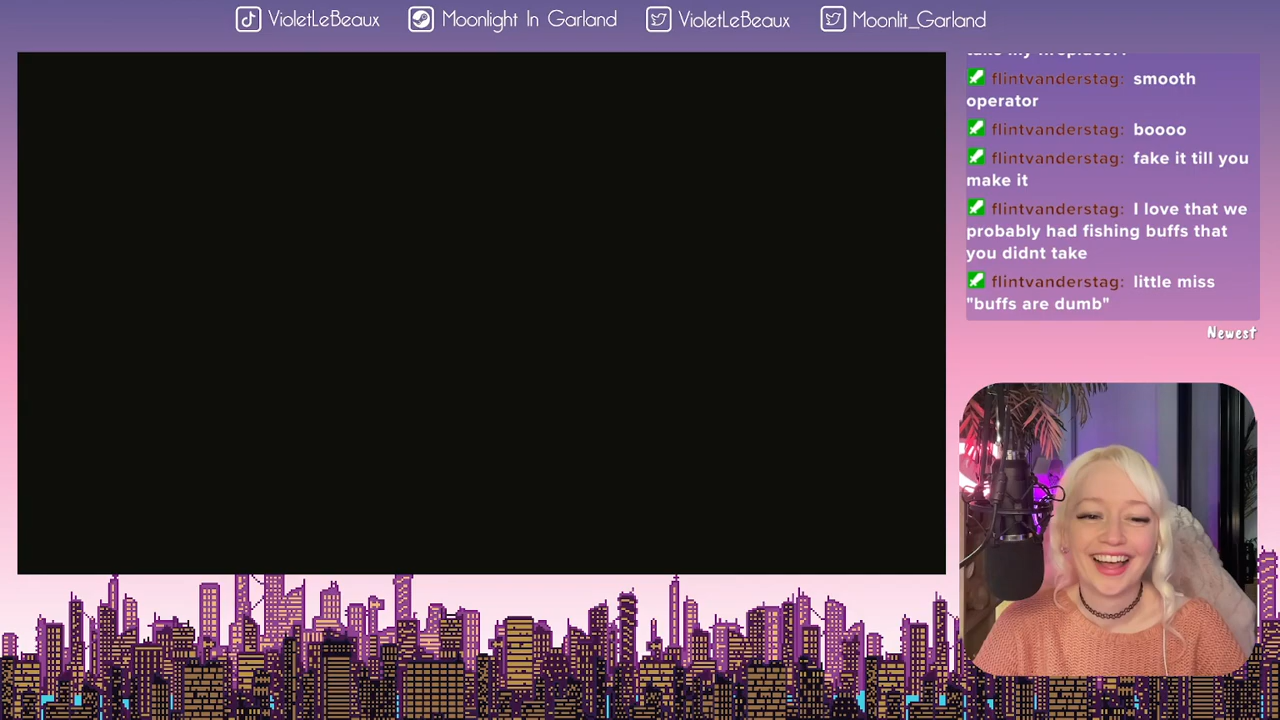 VioletLeBeaux
Moonlight In Garland
VioletLeBeaux
Moonlit_Garland
flintvanderstag: smooth
operator
flintvanderstag: boooo
flintvanderstag: fake it till you
make it
flintvanderstag: I love that we
probably had fishing buffs that
you didnt take
flintvanderstag: little miss
"buffs are dumb"
Newest